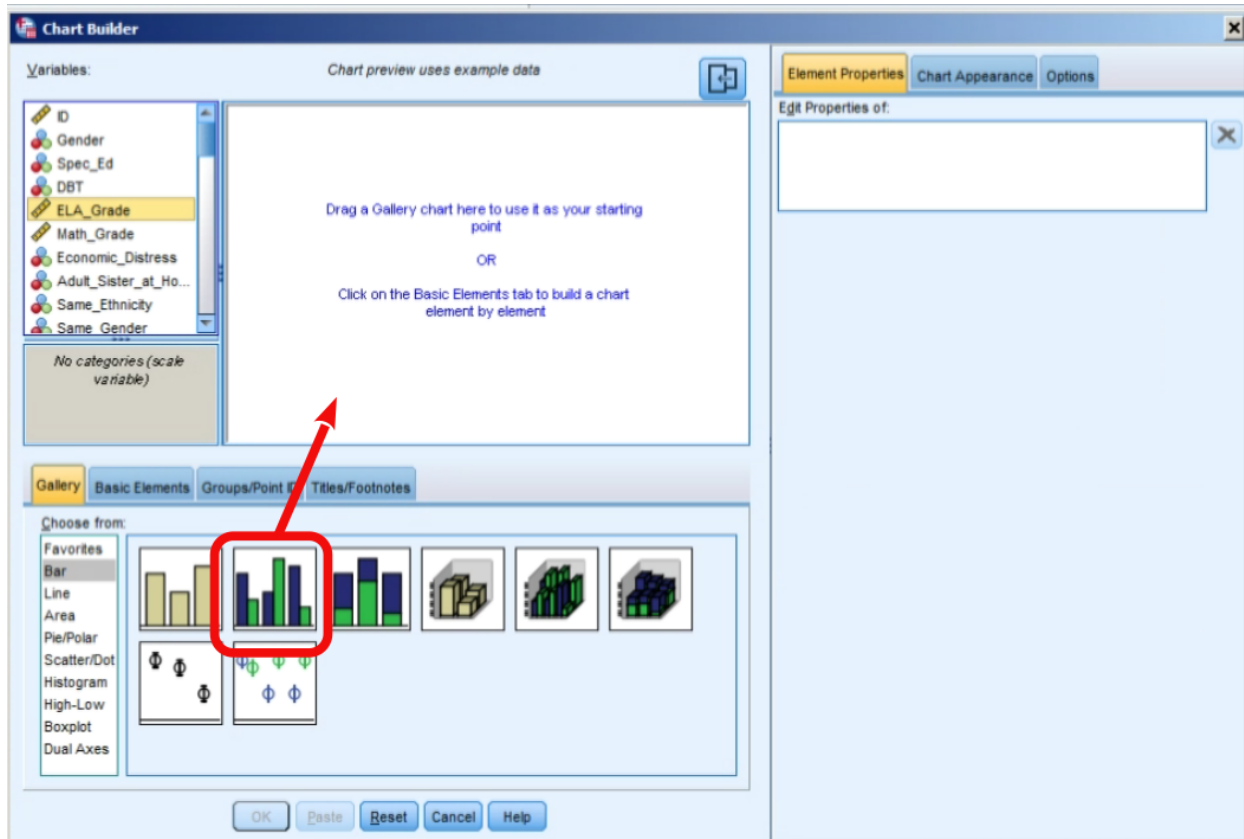 Chart Builder
Variables:
Chart preview uses example data
ID
Gender
Spec_Ed
DBT
ELA_Grade
Math_Grade
Economic_Distress
Adult_Sister_at_Ho...
Same_Ethnicity
Same_Gender
No categories (scale
variable)
Drag a Gallery chart here to use it as your starting
point
OR
Click on the Basic Elements tab to build a chart
element by element
Element Properties
Chart Appearance
Options
Edit Properties of:
Gallery
Basic Elements
Groups/Point ID
Titles/Footnotes
Choose from:
Favorites
Bar
Line
Area
Pie/Polar
Scatter/Dot
Histogram
High-Low
Boxplot
Dual Axes
OK
Paste
Reset
Cancel
Help